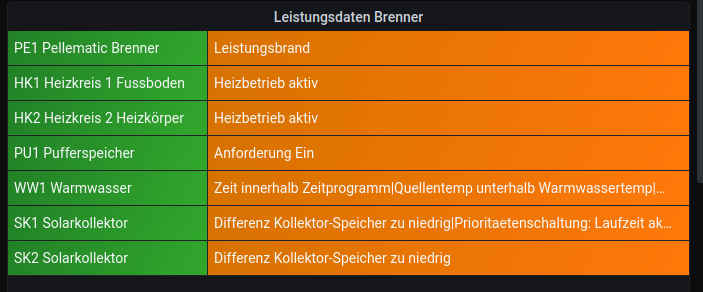 Leistungsdaten Brenner
PE1 Pellematic Brenner Leistungsbrand
HK1 Heizkreis 1 Fussboden Heizbetrieb aktiv
HK2 Heizkreis 2 Heizkörper Heizbetrieb aktiv
PU1 Pufferspeicher Anforderung Ein
WW1 Warmwasser Zeit innerhalb Zeitprogramm|Quellentemp unterhalb Warmwassertemp|...
SK1 Solarkollektor Differenz Kollektor-Speicher zu niedrig|Prioritaetenschaltung: Laufzeit ak...
SK2 Solarkollektor Differenz Kollektor-Speicher zu niedrig